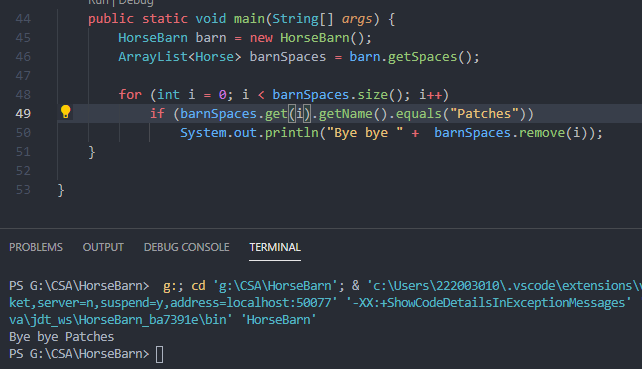 Run | Debug
44 public static void main(String[] args) {
45 HorseBarn barn = new HorseBarn();
46 ArrayList<Horse> barnSpaces = barn.getSpaces();
47
48 for (int i = 0; i < barnSpaces.size(); i++)
49 if (barnSpaces.get(i).getName().equals("Patches"))
50 System.out.println("Bye bye " +  barnSpaces.remove(i));
51 }
52
53 }
PROBLEMS OUTPUT DEBUG CONSOLE TERMINAL
PS G:\CSA\HorseBarn>  g:; cd 'g:\CSA\HorseBarn'; & 'c:\Users\222003010\.vscode\extensions\
ket,server=n,suspend=y,address=localhost:50077' '-XX:+ShowCodeDetailsInExceptionMessages'
va\jdt_ws\HorseBarn_ba7391e\bin' 'HorseBarn'
Bye bye Patches
PS G:\CSA\HorseBarn>